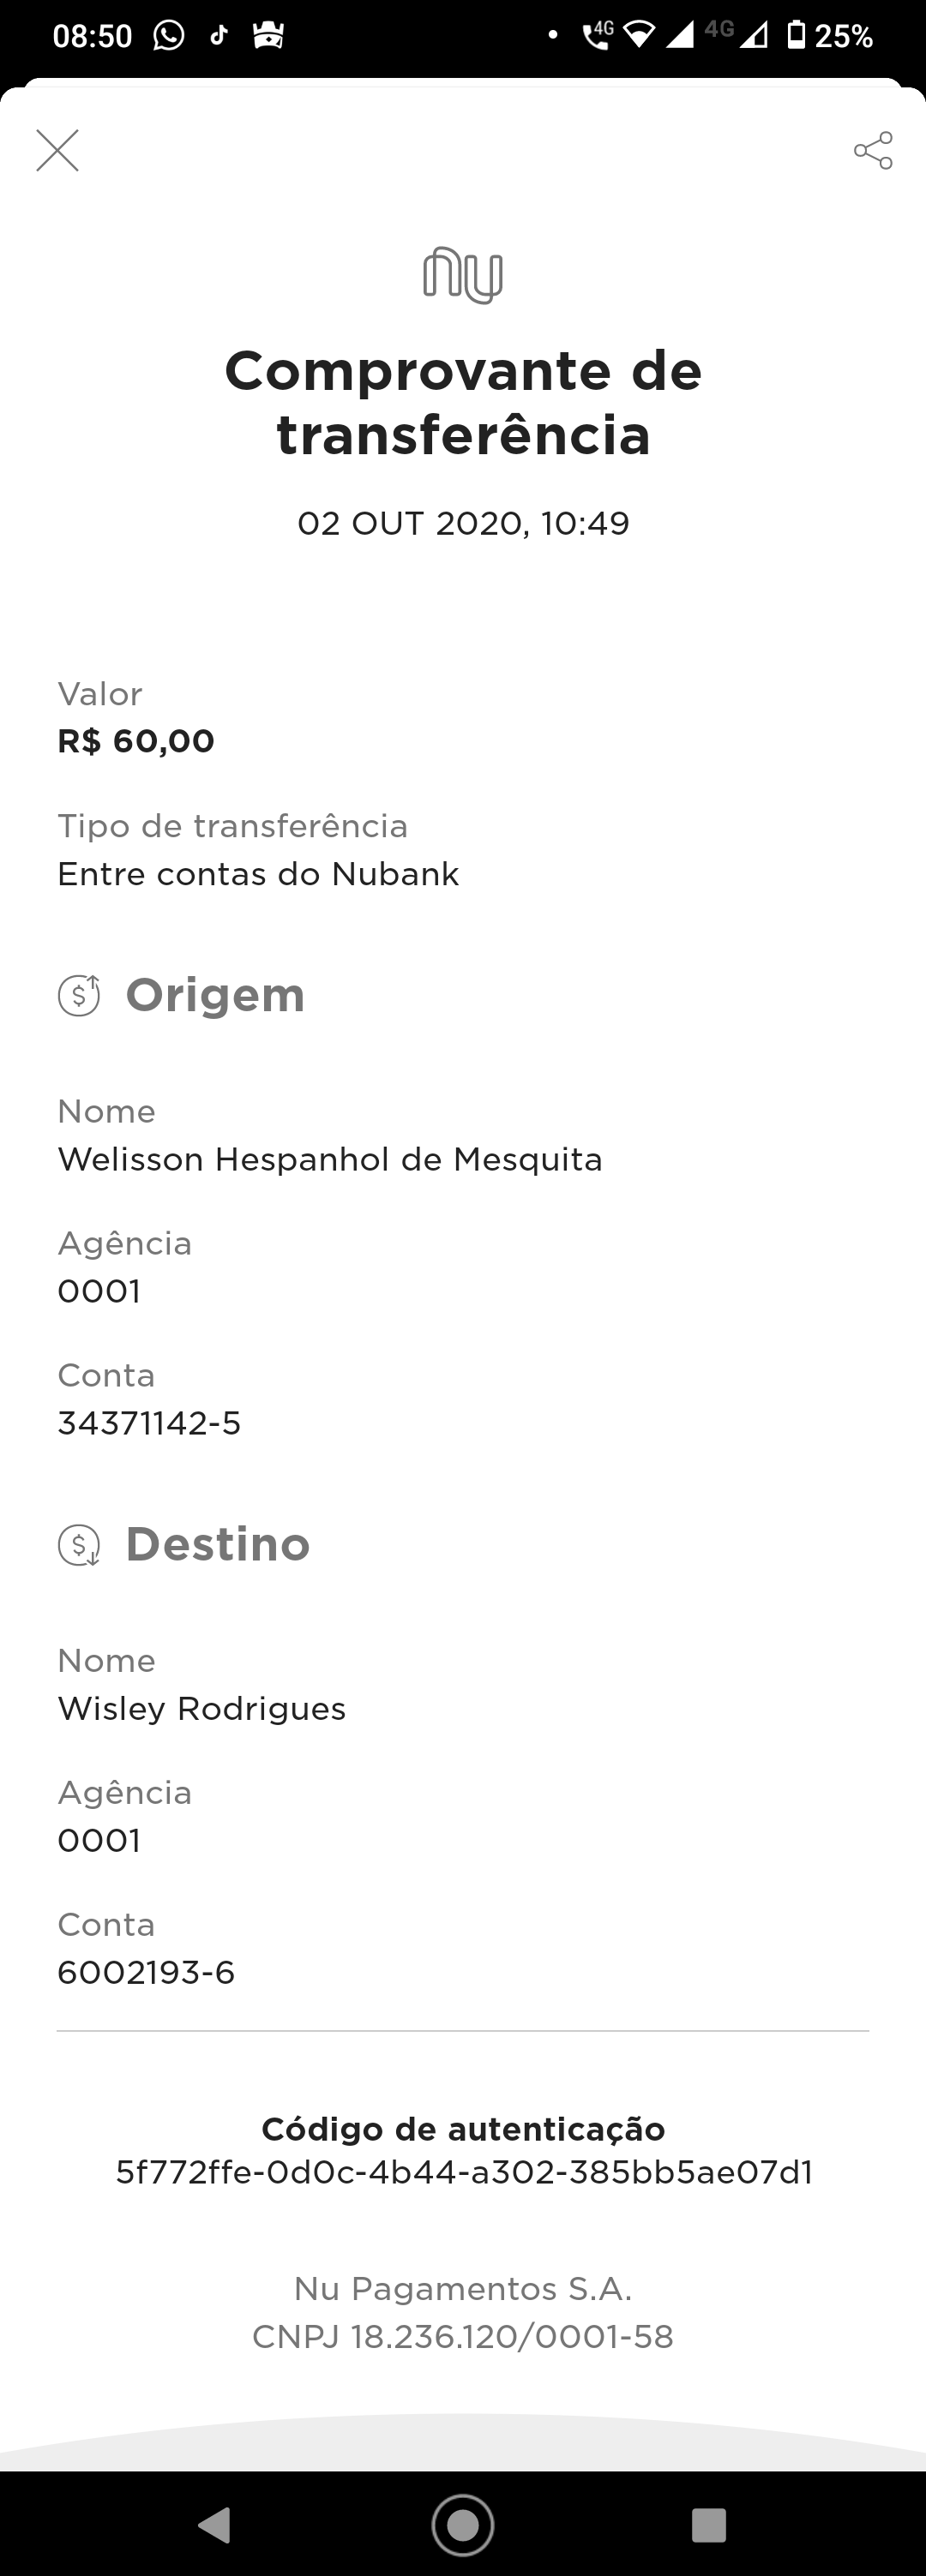 08:50 4G 4G 25%
nu
Comprovante de
transferência
02 OUT 2020, 10:49
Valor
R$ 60,00
Tipo de transferência
Entre contas do Nubank
Origem
Nome
Welisson Hespanhol de Mesquita
Agência
0001
Conta
34371142-5
Destino
Nome
Wisley Rodrigues
Agência
0001
Conta
6002193-6
Código de autenticação
5f772ffe-0d0c-4b44-a302-385bb5ae07d1
Nu Pagamentos S.A.
CNPJ 18.236.120/0001-58